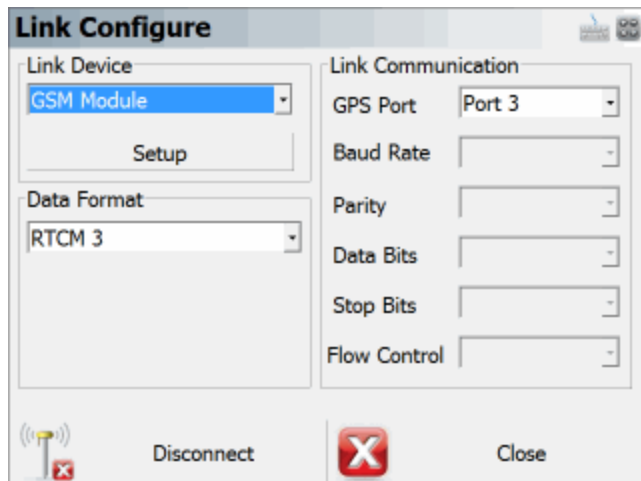 Link Configure
Link Device
GSM Module
Setup
Data Format
RTCM 3
Link Communication
GPS Port
Port 3
Baud Rate
Parity
Data Bits
Stop Bits
Flow Control
Disconnect
Close